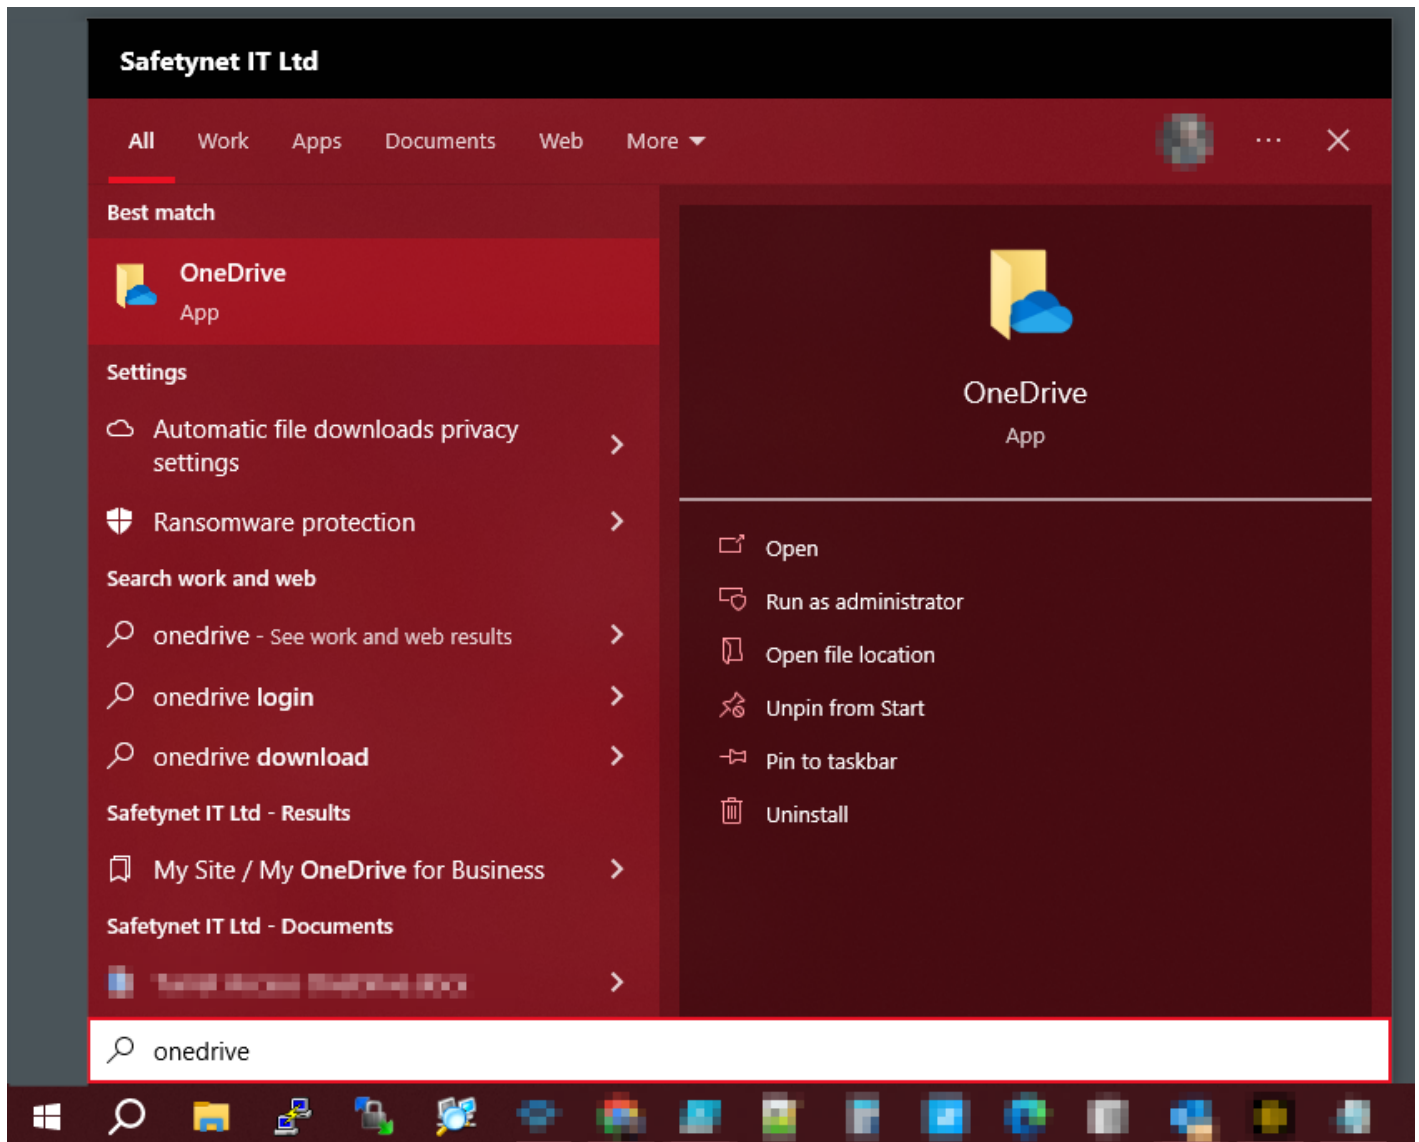 Safetynet IT Ltd
All Work Apps Documents Web More
Best match
OneDrive
App
Settings
Automatic file downloads privacy
settings
Ransomware protection
Search work and web
onedrive - See work and web results
onedrive login
onedrive download
Safetynet IT Ltd - Results
My Site / My OneDrive for Business
Safetynet IT Ltd - Documents
onedrive
OneDrive
App
Open
Run as administrator
Open file location
Unpin from Start
Pin to taskbar
Uninstall